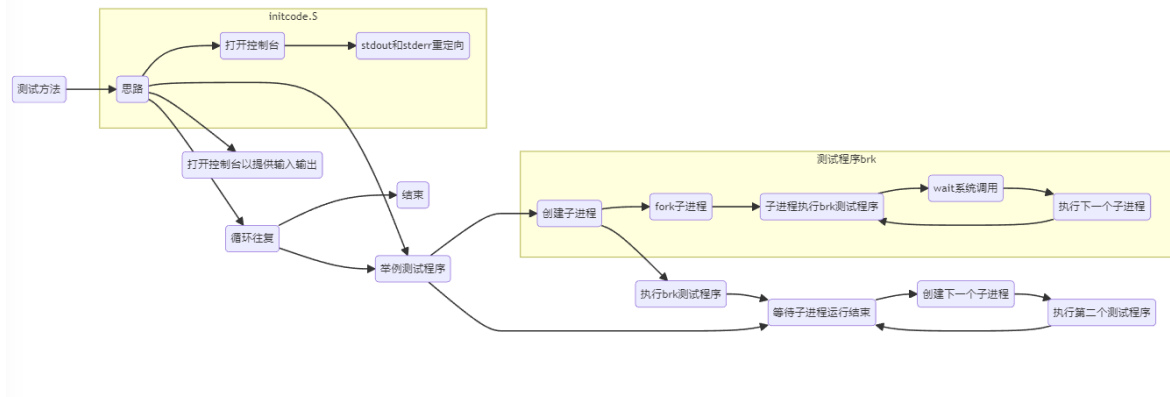 initcode.S
打开控制台
stdout和stderr重定向
测试方法
思路
打开控制台以提供输入输出
结束
循环往复
举例测试程序
测试程序brk
创建子进程
fork子进程
子进程执行brk测试程序
wait系统调用
执行下一个子进程
执行brk测试程序
等待子进程运行结束
创建下一个子进程
执行第二个测试程序